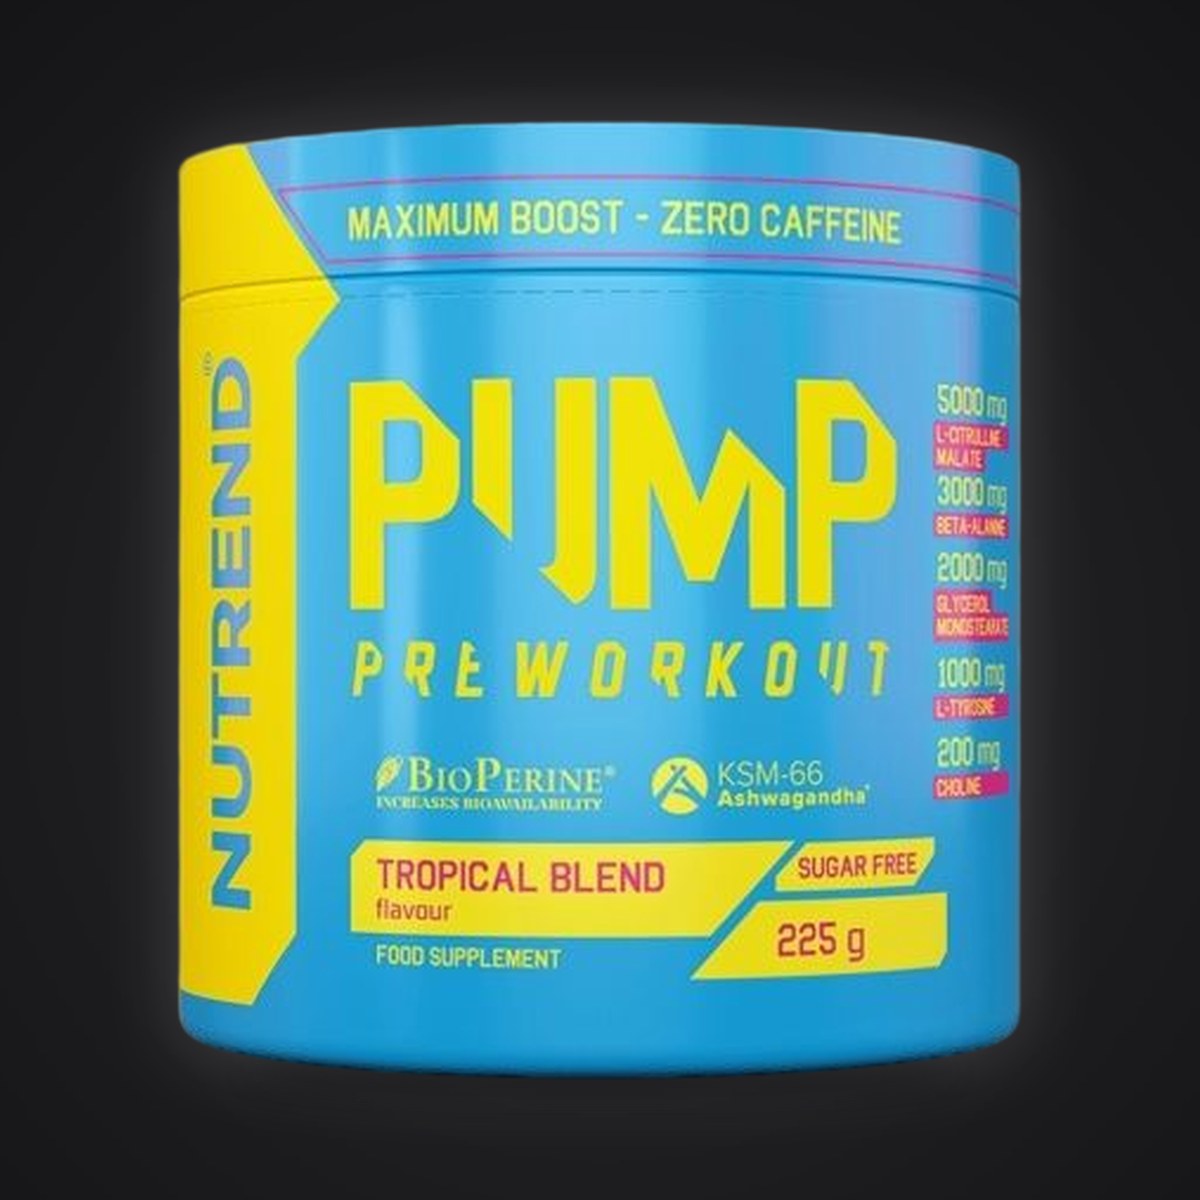 MAXIMUM BOOST - ZERO CAFFEINE
NUTREND®
PUMP
PREWORKOUT
5000 mg
L-CITRULLINE
MALATE
3000 mg
BETA-ALANINE
2000 mg
GLYCEROL
MONOSTEARATE
1000 mg
L-TYROSINE
200 mg
CHOLINE
BIOPERINE®
INCREASES BIOAVAILABILITY
KSM-66
Ashwagandha®
TROPICAL BLEND
flavour
SUGAR FREE
225 g
FOOD SUPPLEMENT